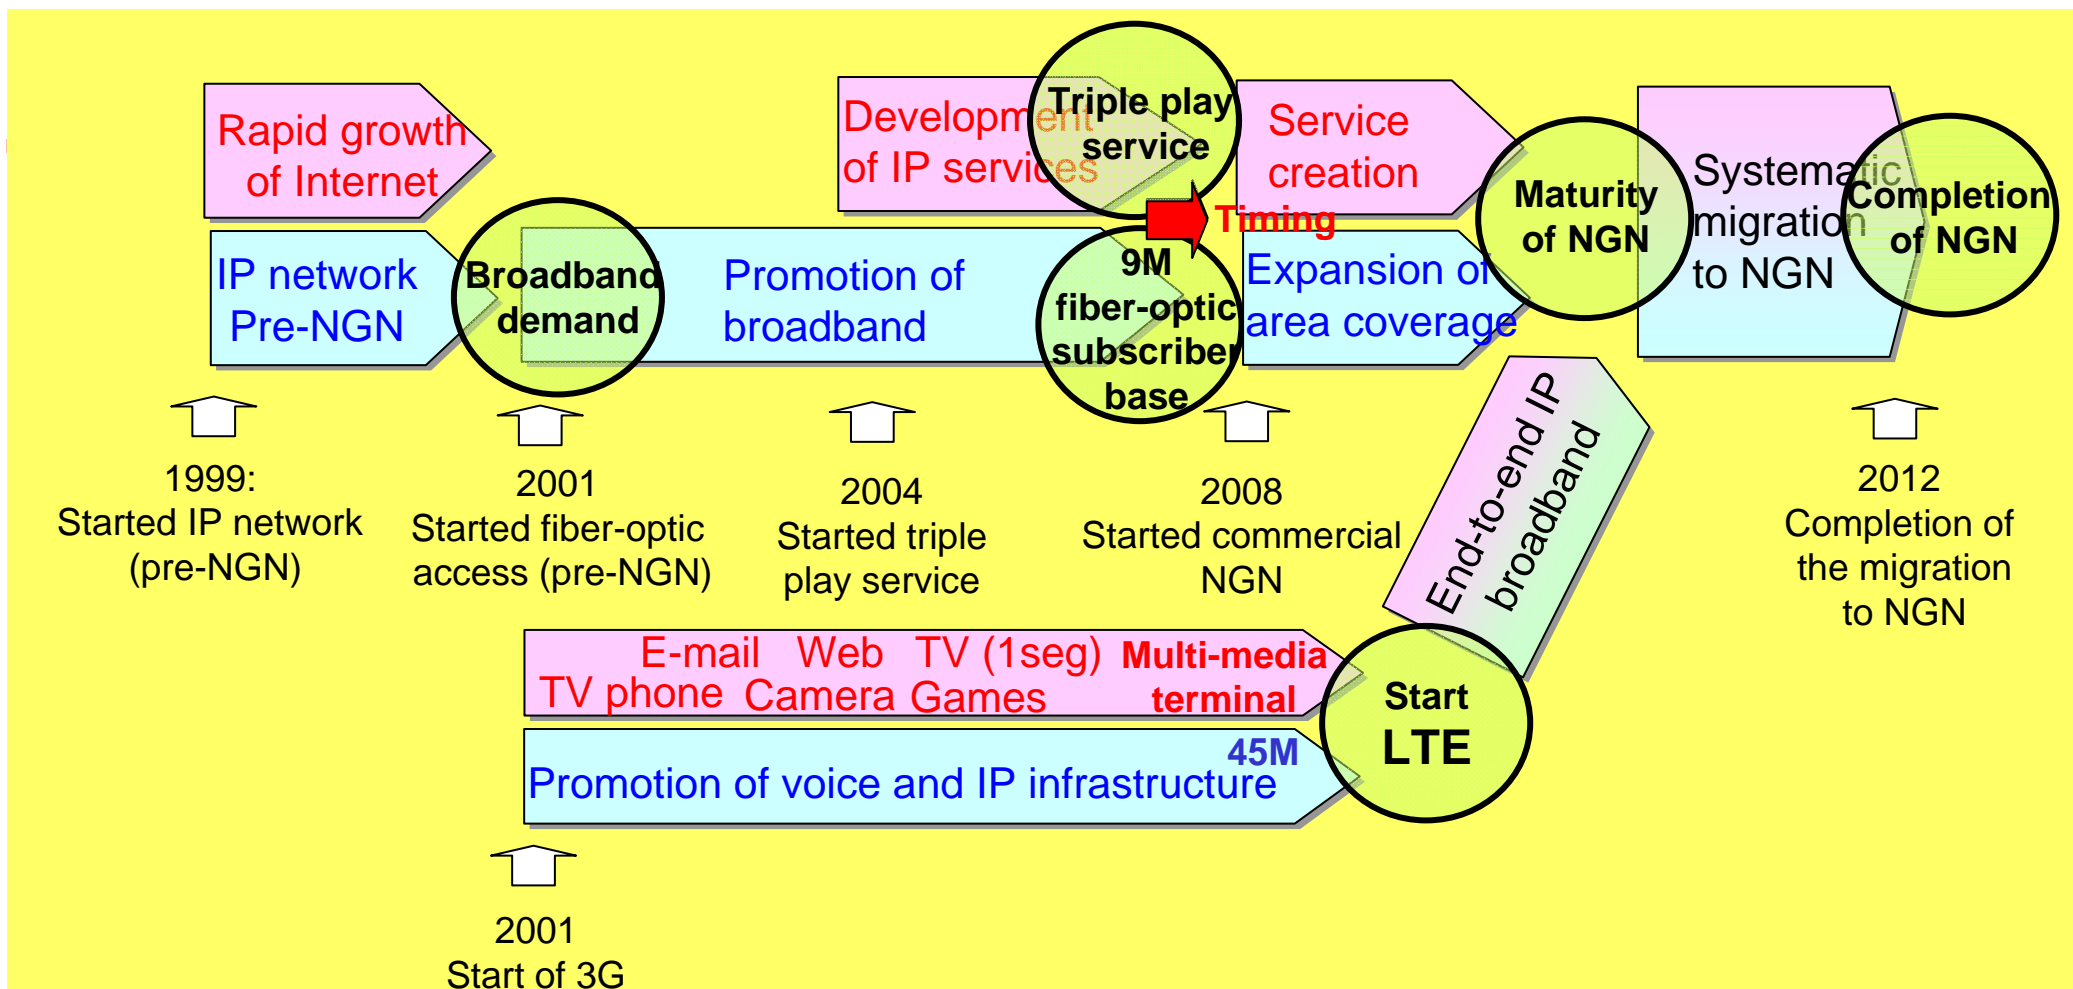 Rapid growth
of Internet
IP network
Pre-NGN
Broadband
demand
Promotion of
broadband
Development
of IP services
Triple play
service
Timing
9M
fiber-optic
subscriber
base
Service
creation
Expansion of
area coverage
Maturity
of NGN
Systematic
migration
to NGN
Completion
of NGN
1999:
Started IP network
(pre-NGN)
2001
Started fiber-optic
access (pre-NGN)
2004
Started triple
play service
2008
Started commercial
NGN
End-to-end IP
broadband
2012
Completion of
the migration
to NGN
E-mail Web TV (1seg)
TV phone Camera Games
Multi-media
terminal
45M
Promotion of voice and IP infrastructure
Start
LTE
2001
Start of 3G